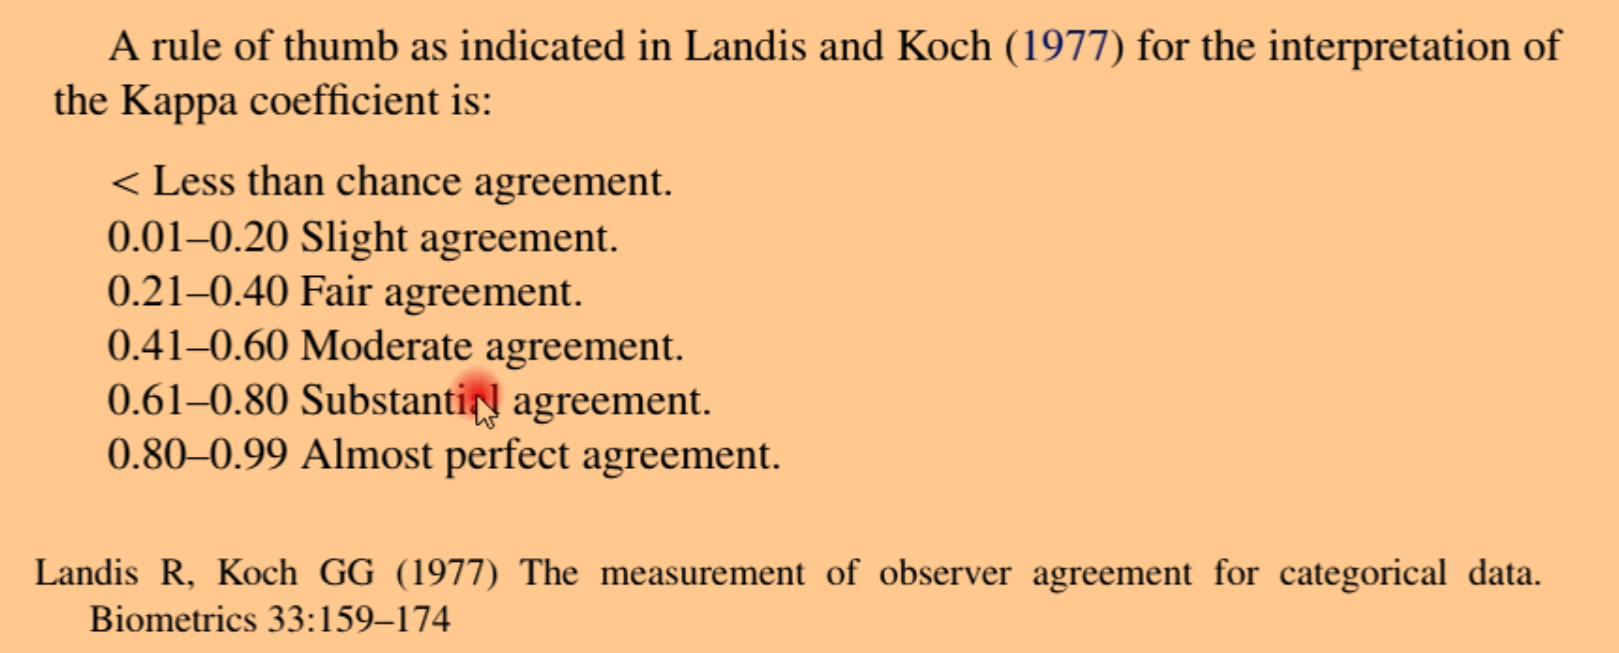 A rule of thumb as indicated in Landis and Koch (1977) for the interpretation of
the Kappa coefficient is:
< Less than chance agreement.
0.01–0.20 Slight agreement.
0.21–0.40 Fair agreement.
0.41–0.60 Moderate agreement.
0.61–0.80 Substantial agreement.
0.80–0.99 Almost perfect agreement.
Landis R, Koch GG (1977) The measurement of observer agreement for categorical data.
Biometrics 33:159–174